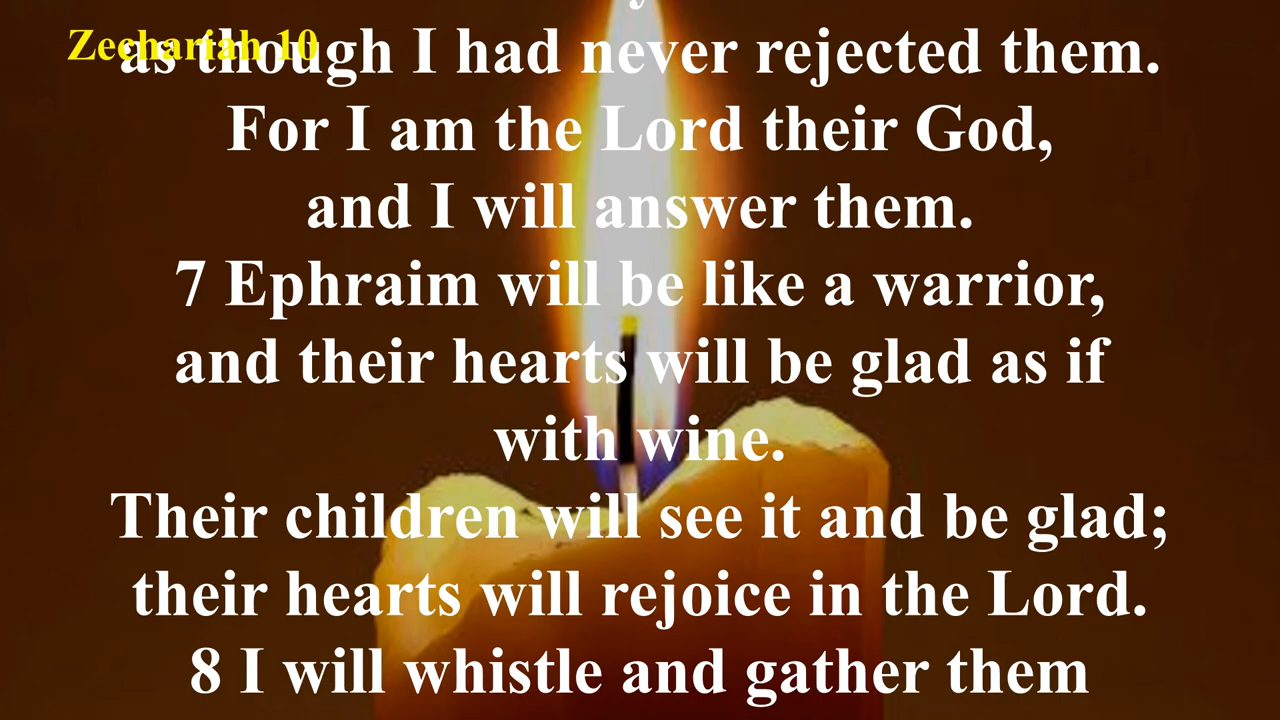 Zechariah 10
as though I had never rejected them.
For I am the Lord their God,
and I will answer them.
7 Ephraim will be like a warrior,
and their hearts will be glad as if
with wine.
Their children will see it and be glad;
their hearts will rejoice in the Lord.
8 I will whistle and gather them